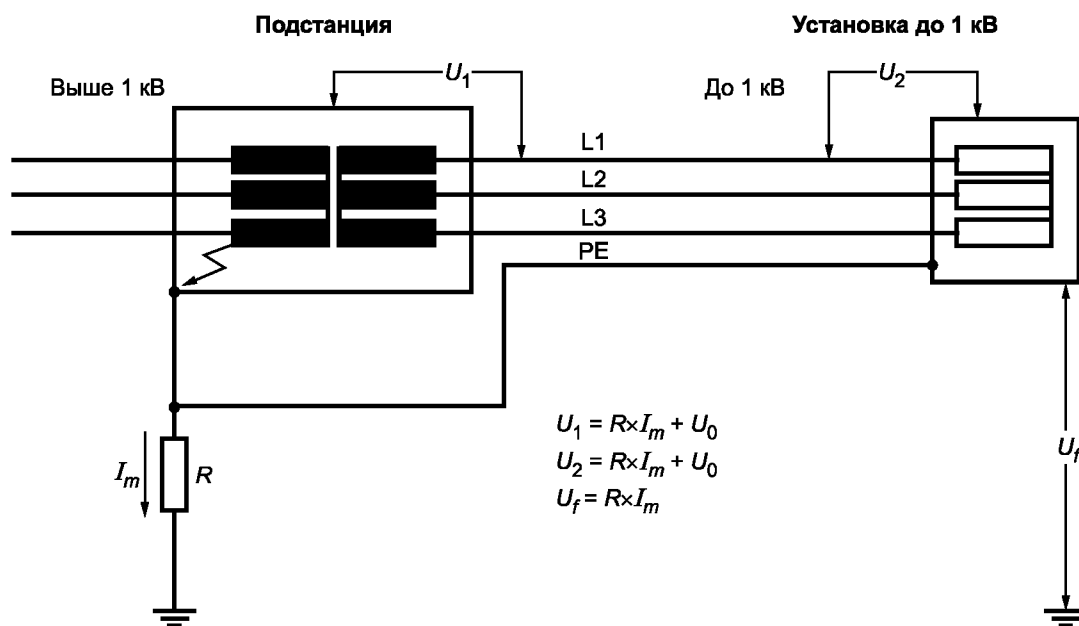 Подстанция
Установка до 1 кВ
Выше 1 кВ
U1
До 1 кВ
U2
L1
L2
L3
PE
U1 = R×Im + U0
U2 = R×Im + U0
Uf = R×Im
Im
R
Uf